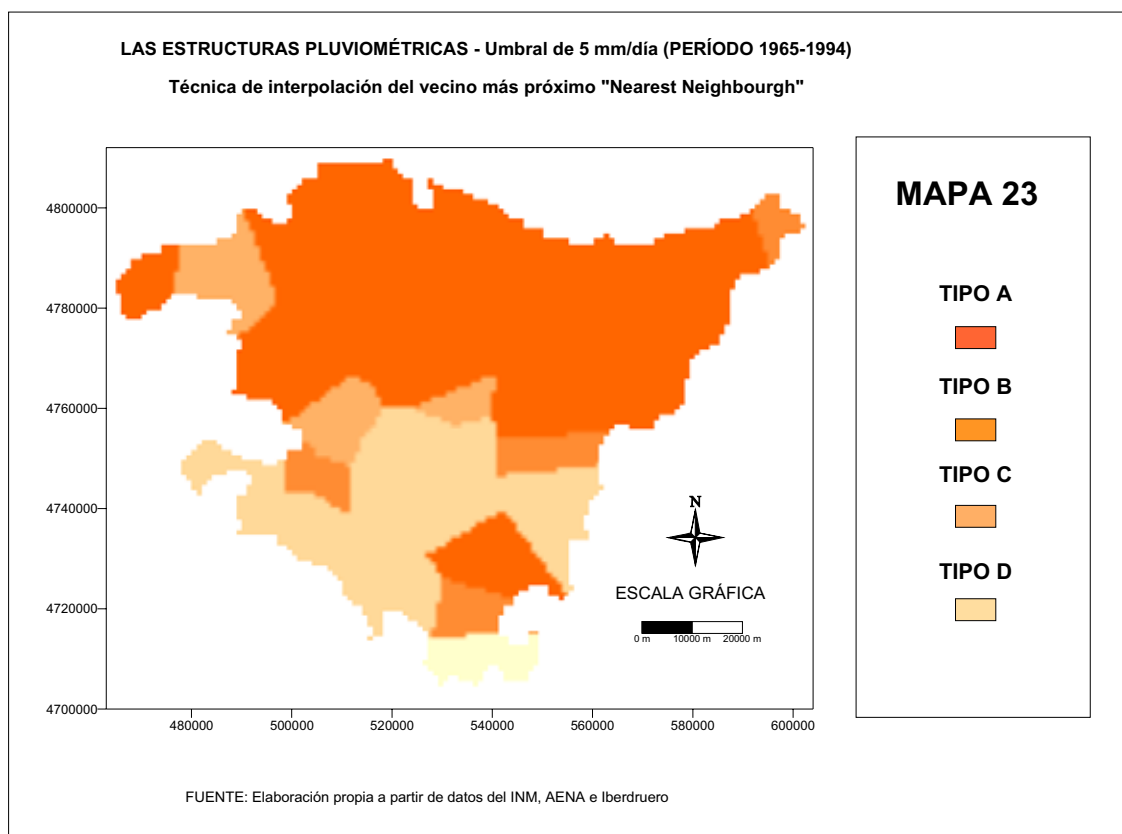 LAS ESTRUCTURAS PLUVIOMÉTRICAS - Umbral de 5 mm/día (PERÍODO 1965-1994)
Técnica de interpolación del vecino más próximo "Nearest Neighbourgh"
MAPA 23
TIPO A
TIPO B
TIPO C
TIPO D
4800000
4780000
4760000
4740000
4720000
4700000
480000
500000
520000
540000
560000
580000
600000
N
ESCALA GRÁFICA
0 m 10000 m 20000 m
FUENTE: Elaboración propia a partir de datos del INM, AENA e Iberdruero